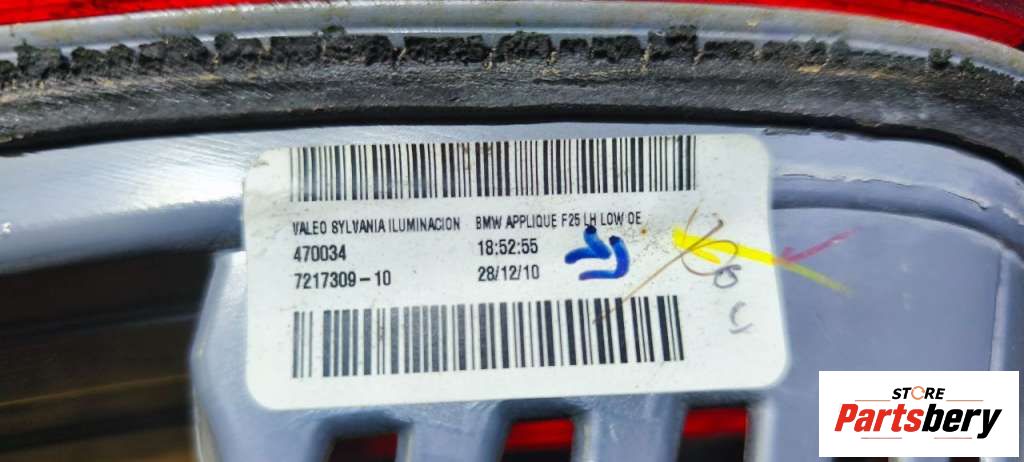 VALEO SYLVANIA ILUMINACION BMW APPLIQUE F25 LH LOW OE
470034 18:52:55
7217309-10 28/12/10
STORE
Partsbery